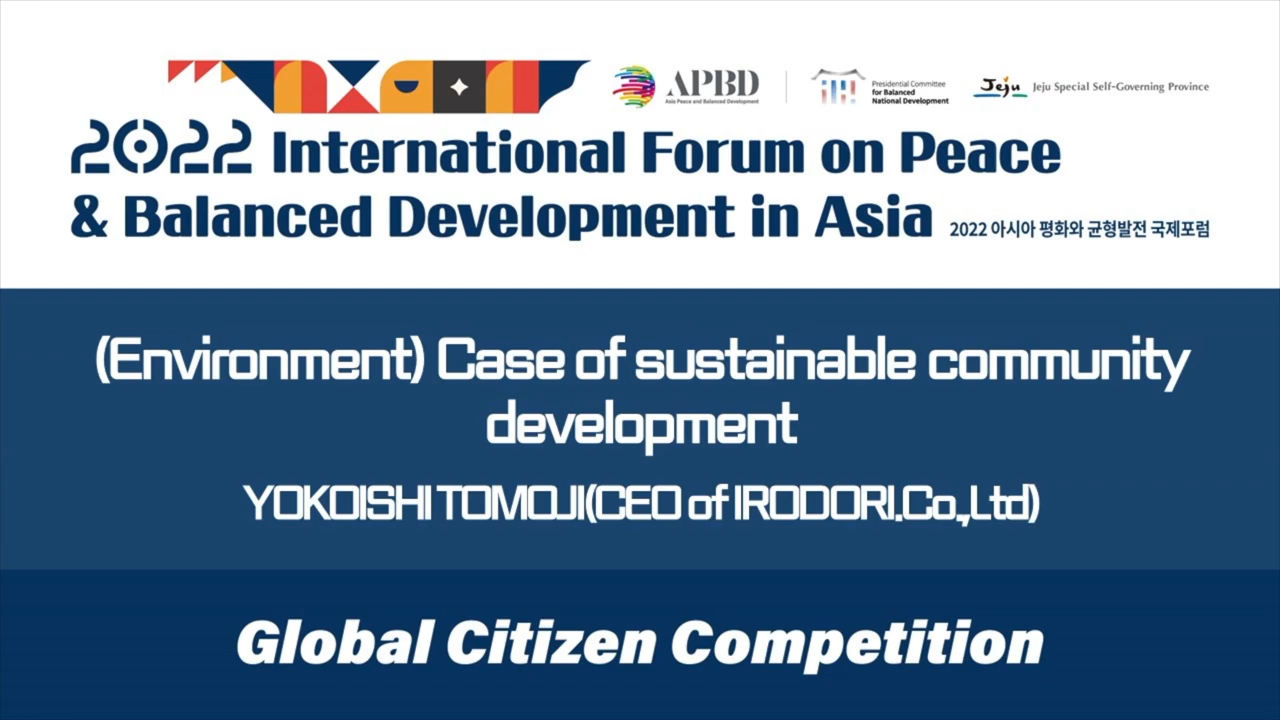 APBD
Asia Peace and Balanced Development
Presidential Committee
for Balanced
National Development
Jeju
Jeju Special Self-Governing Province
2022 International Forum on Peace
& Balanced Development in Asia
2022 아시아 평화와 균형발전 국제포럼
(Environment) Case of sustainable community
development
YOKOISHI TOMOJI(CEO of IRODORI.Co.,Ltd)
Global Citizen Competition